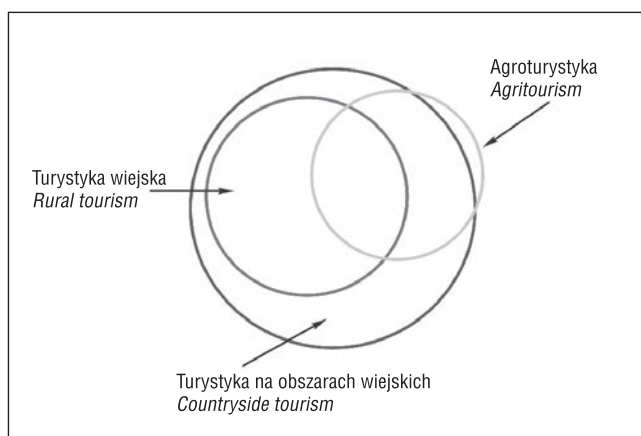 Agroturystyka
Agritourism
Turystyka wiejska
Rural tourism
Turystyka na obszarach wiejskich
Countryside tourism